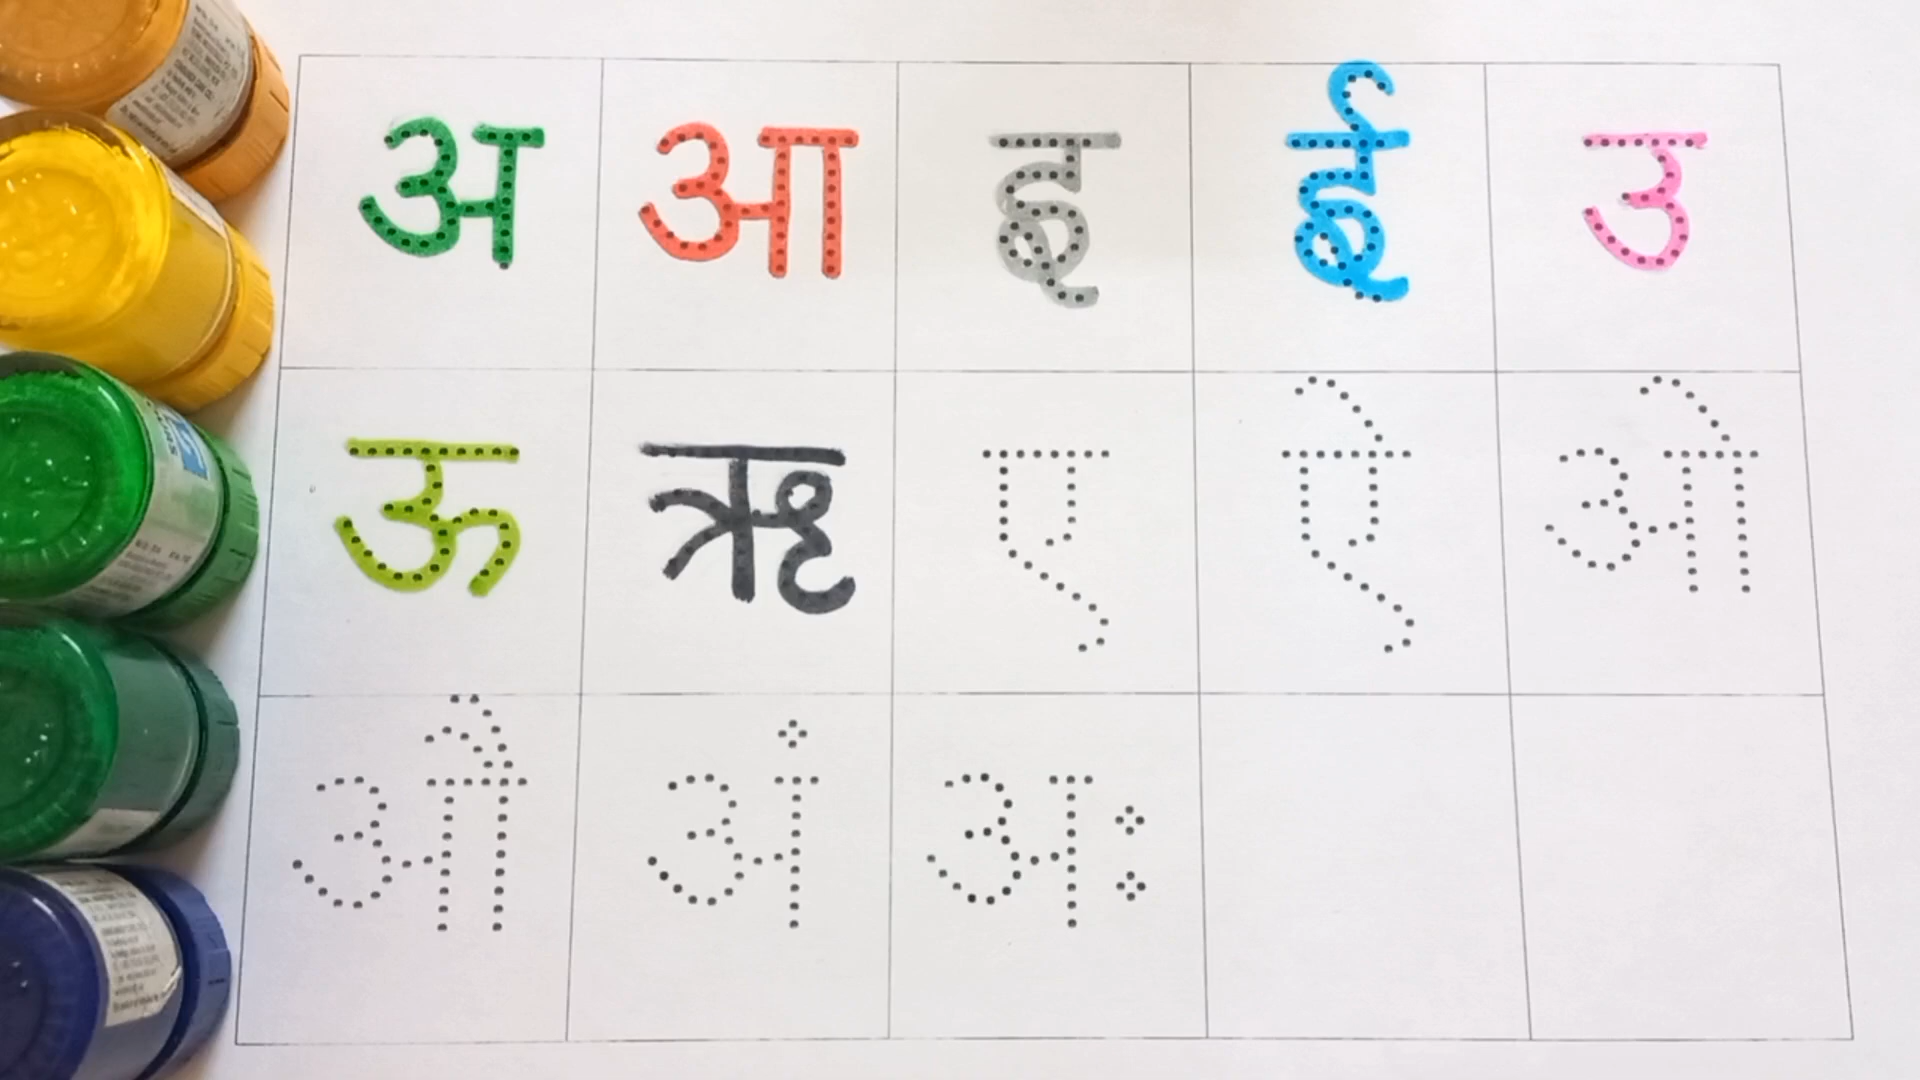 अ आ इ ई उ
ऊ ऋ ए ऐ ओ
औ अं अः